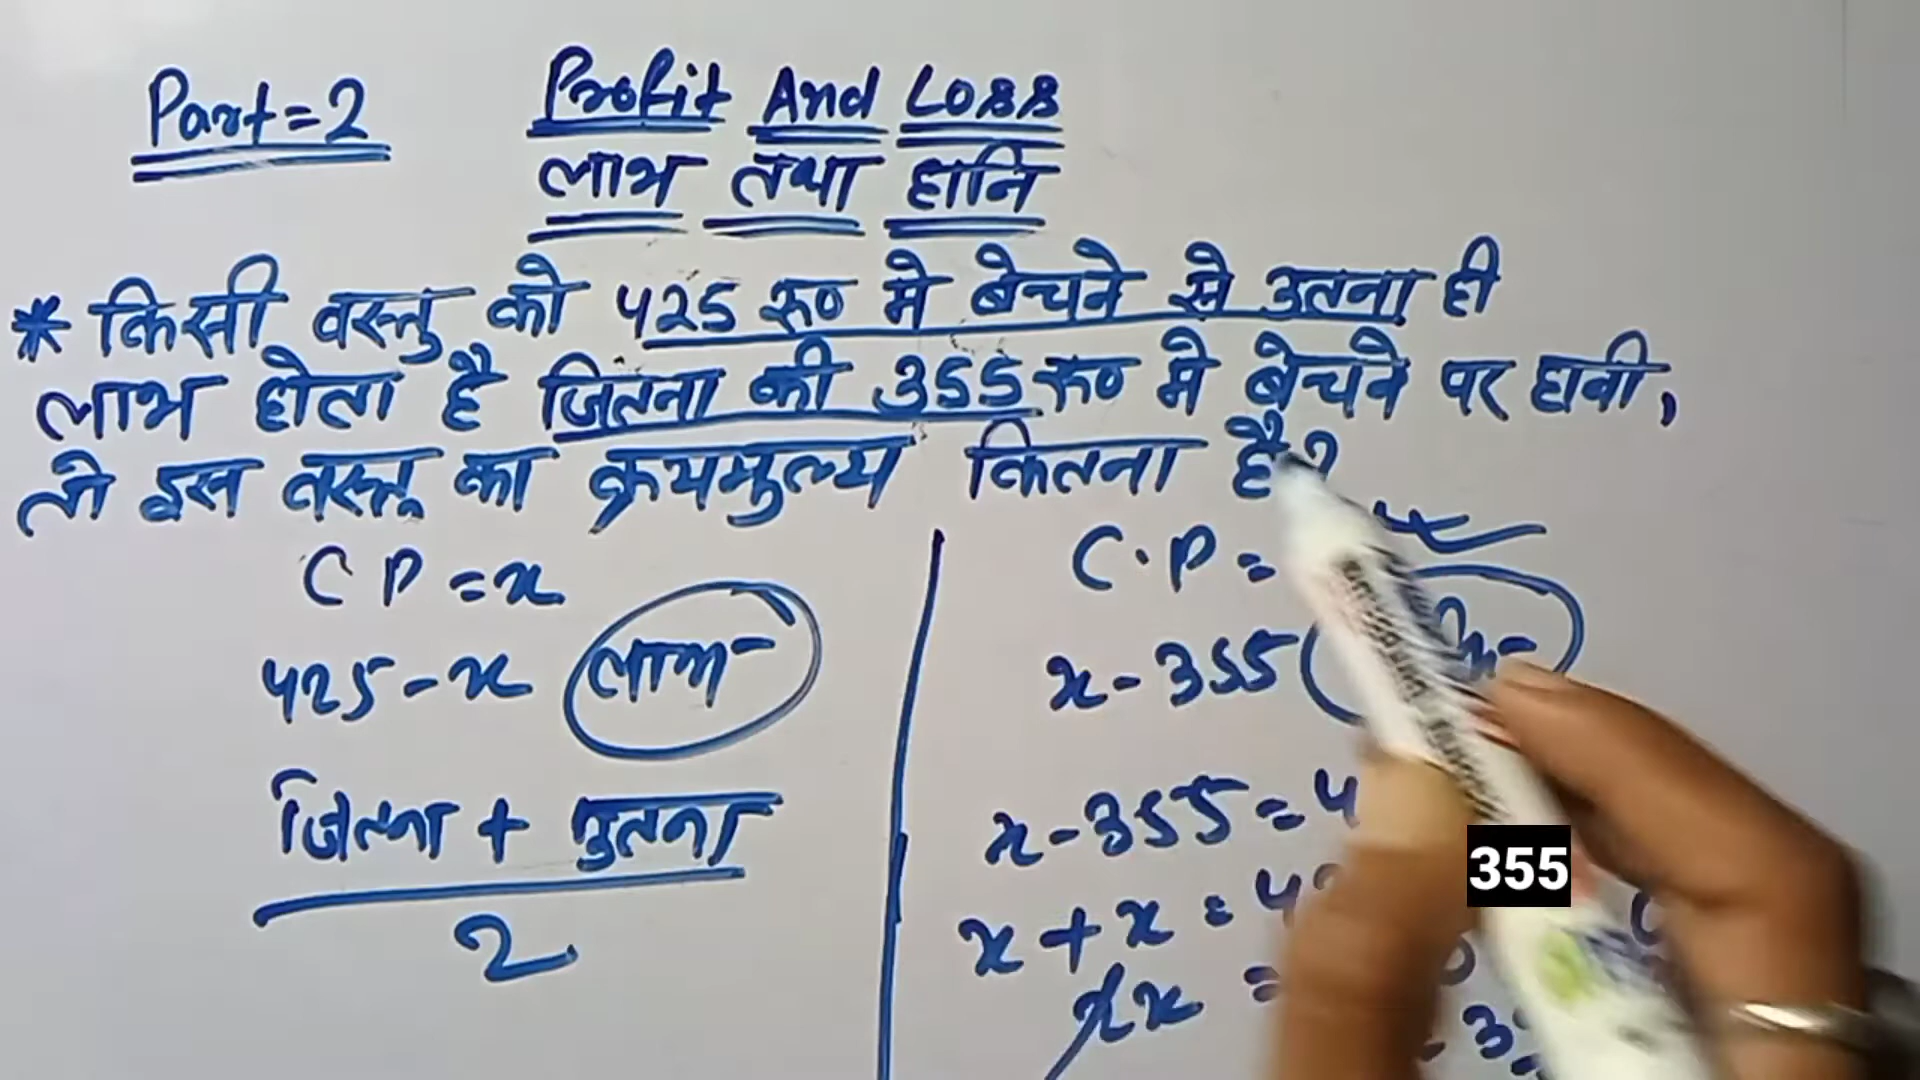 Part=2
Profit And Loss
लाभ तथा हानि
* किसी वस्तु को 425 रू० मे बेचने से उतना ही
लाभ होता है जितना की 355 रू० मे बेचने पर हानी,
तो इस वस्तु का क्रयमुल्य कितना है?
C P = x
425 - x लाभ
जितना + उतना
2
C.P =
x - 355
x - 355 = 4
x + x = 4
2x =
355